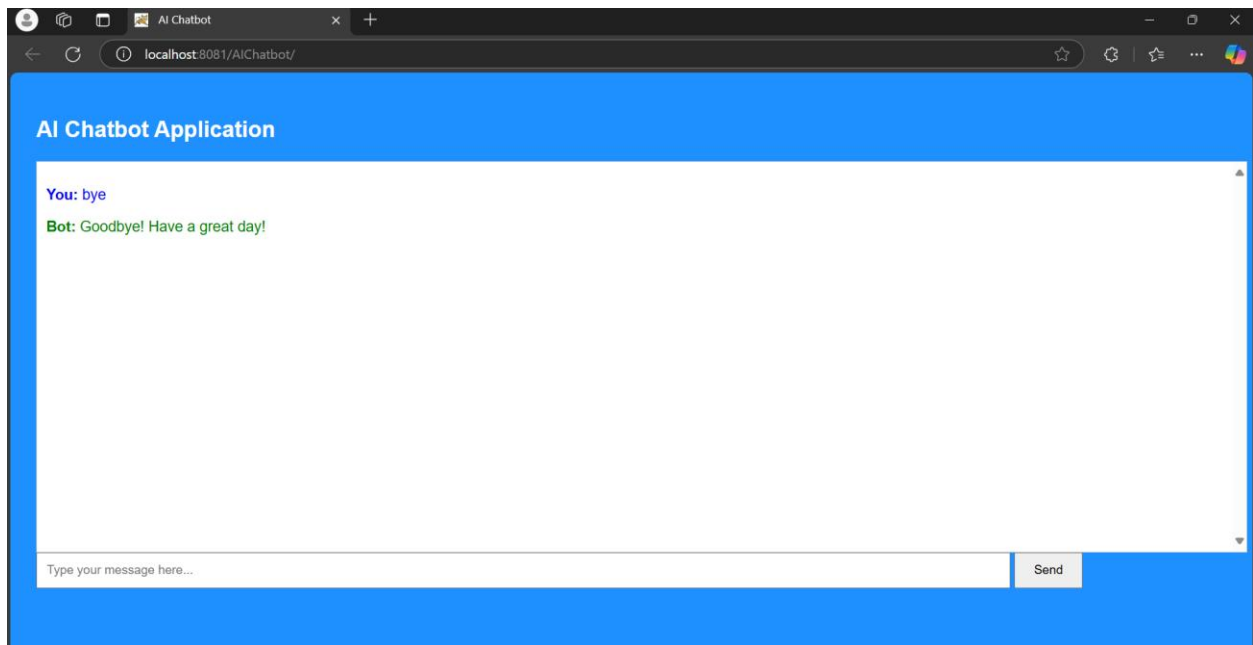 AI Chatbot
localhost:8081/AIChatbot/
AI Chatbot Application
You: bye
Bot: Goodbye! Have a great day!
Type your message here...
Send